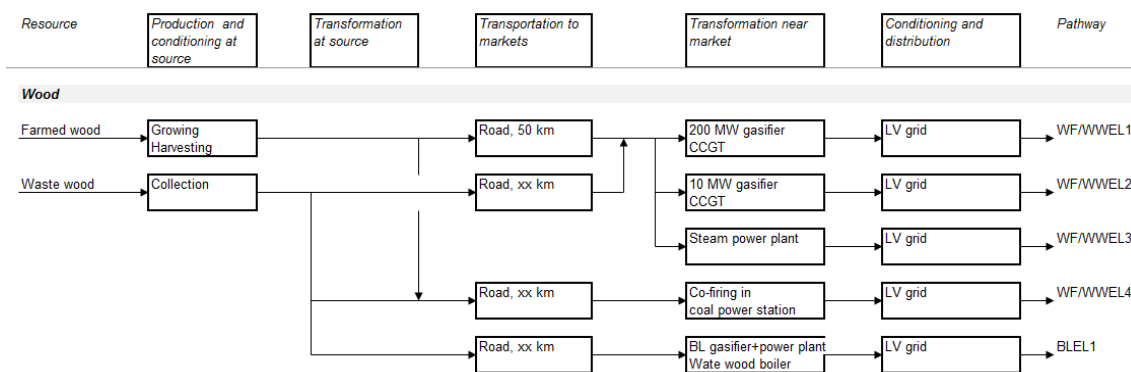 Resource
Production and
conditioning at
source
Transformation
at source
Transportation to
markets
Transformation near
market
Conditioning and
distribution
Pathway
Wood
Farmed wood
Growing
Harvesting
Road, 50 km
200 MW gasifier
CCGT
LV grid
WF/WWEL1
Waste wood
Collection
Road, xx km
10 MW gasifier
CCGT
LV grid
WF/WWEL2
Steam power plant
LV grid
WF/WWEL3
Road, xx km
Co-firing in
coal power station
LV grid
WF/WWEL4
Road, xx km
BL gasifier+power plant
Wate wood boiler
LV grid
BLEL1